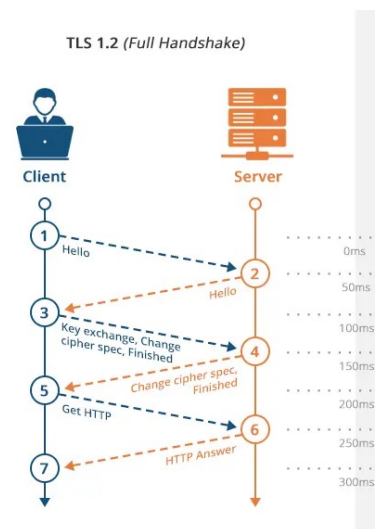 TLS 1.2 (Full Handshake)
Client
Server
1
0ms
Hello
2
50ms
Hello
3
100ms
Key exchange, Change
cipher spec, Finished
4
150ms
Change cipher spec,
Finished
5
200ms
Get HTTP
6
250ms
HTTP Answer
7
300ms